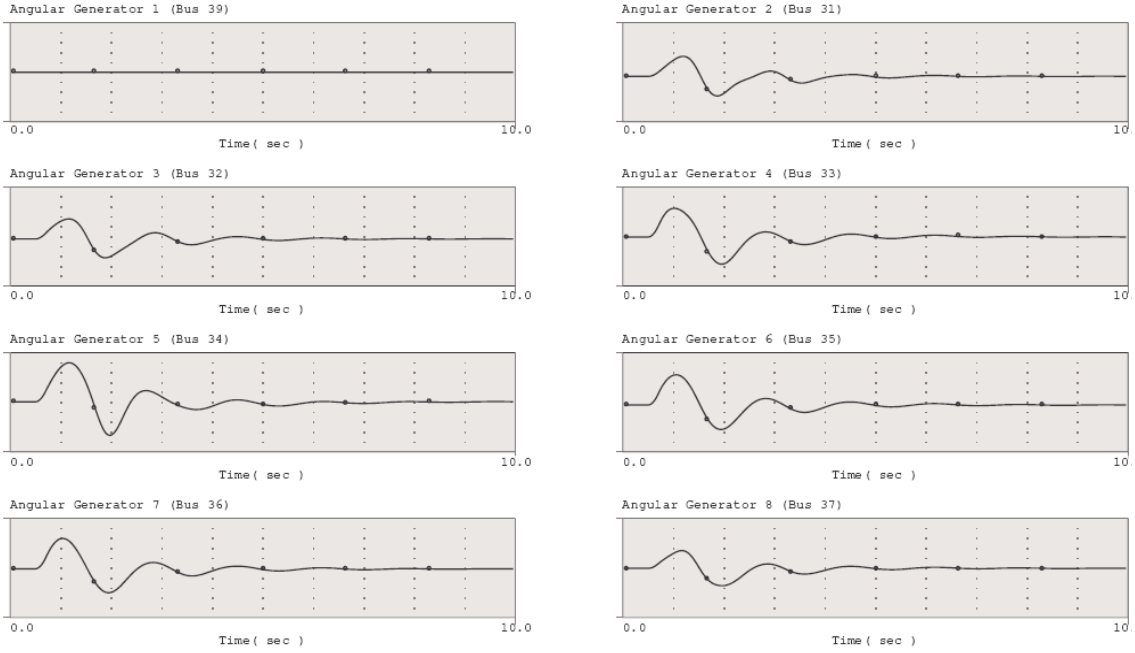 Angular Generator 1 (Bus 39)
0.0 10.0
Time( sec )
Angular Generator 2 (Bus 31)
0.0 10
Time( sec )
Angular Generator 3 (Bus 32)
0.0 10.0
Time( sec )
Angular Generator 4 (Bus 33)
0.0 10.
Time( sec )
Angular Generator 5 (Bus 34)
0.0 10.0
Time( sec )
Angular Generator 6 (Bus 35)
0.0 10.
Time( sec )
Angular Generator 7 (Bus 36)
0.0 10.0
Time( sec )
Angular Generator 8 (Bus 37)
0.0 10.
Time( sec )